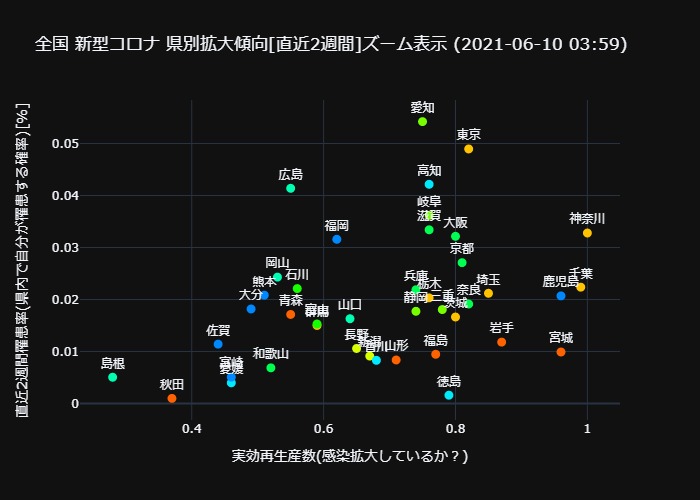 全国 新型コロナ 県別拡大傾向[直近2週間]ズーム表示 (2021-06-10 03:59)
直近2週間罹患率(県内で自分が罹患する確率)[%]
愛知
0.05
東京
広島
高知
0.04
岐阜
滋賀
福岡
大阪
神奈川
0.03
京都
岡山
石川
熊本
兵庫
栃木
埼玉
鹿児島
千葉
大分
0.02
青森
静岡
三重
奈良
山口
茨城
佐賀
長野
新潟
香川
山形
福島
岩手
宮城
0.01
島根
宮崎
愛媛
和歌山
秋田
徳島
0
0.4
0.6
0.8
1
実効再生産数(感染拡大しているか？)